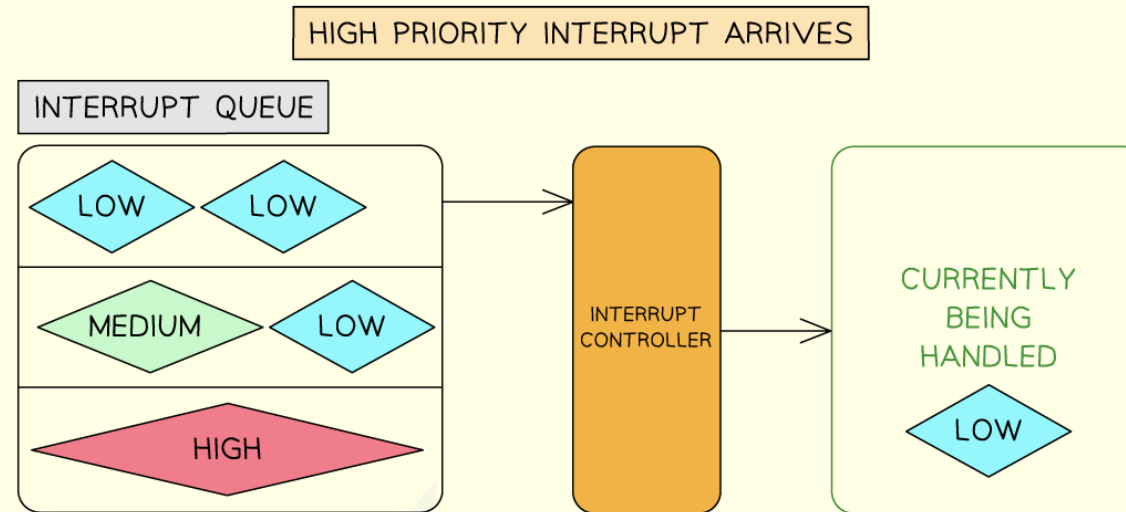 HIGH PRIORITY INTERRUPT ARRIVES
INTERRUPT QUEUE
LOW LOW
MEDIUM LOW
HIGH
INTERRUPT
CONTROLLER
CURRENTLY
BEING
HANDLED
LOW